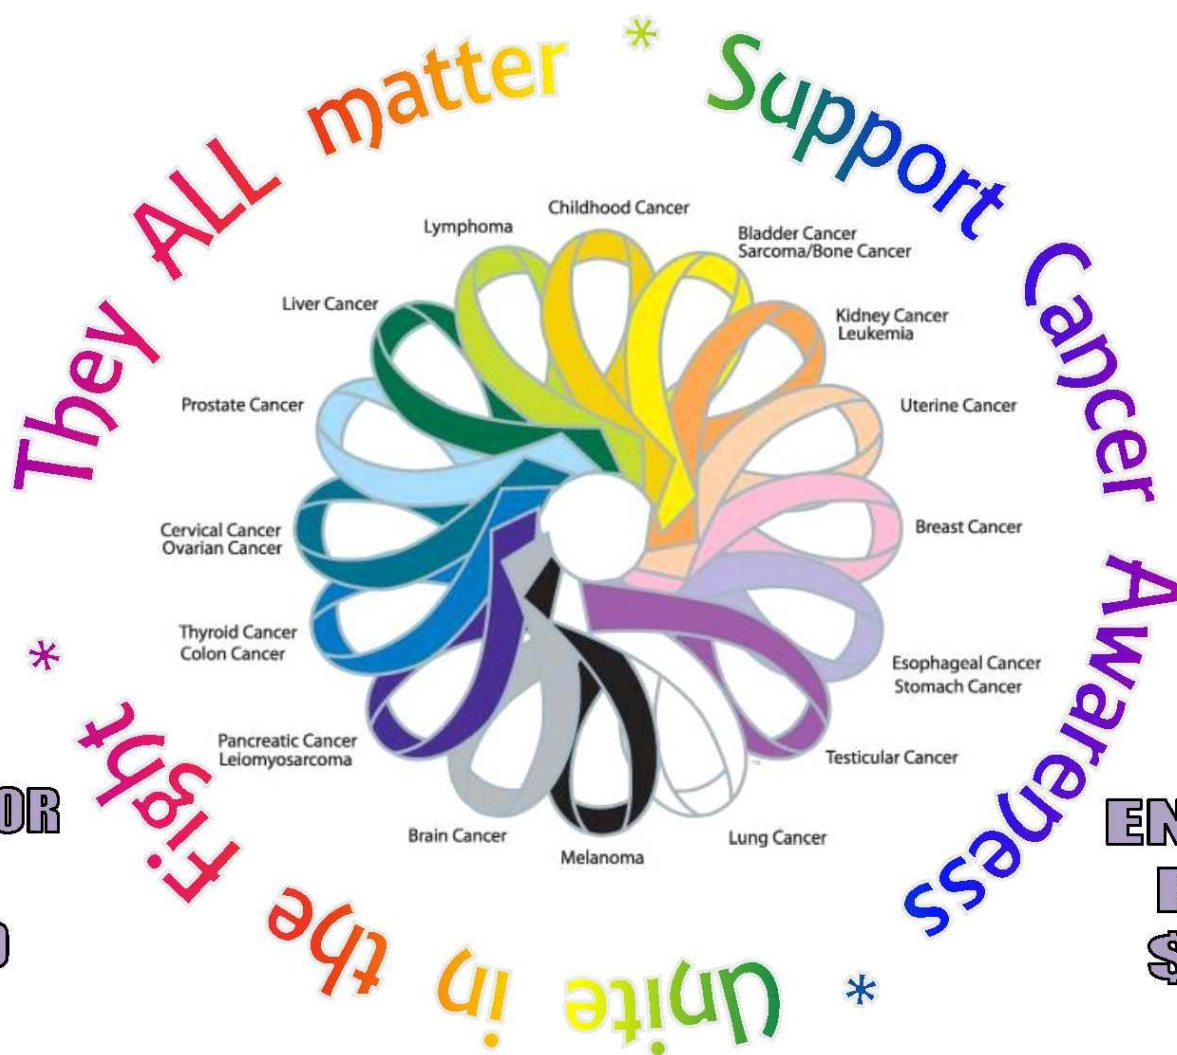 They ALL matter * Support Cancer Awareness * Unite in the Fight *
Childhood Cancer
Lymphoma
Bladder Cancer
Sarcoma/Bone Cancer
Liver Cancer
Kidney Cancer
Leukemia
Prostate Cancer
Uterine Cancer
Cervical Cancer
Ovarian Cancer
Breast Cancer
Thyroid Cancer
Colon Cancer
Esophageal Cancer
Stomach Cancer
Pancreatic Cancer
Leiomyosarcoma
Testicular Cancer
Brain Cancer
Melanoma
Lung Cancer
OR
EN
$